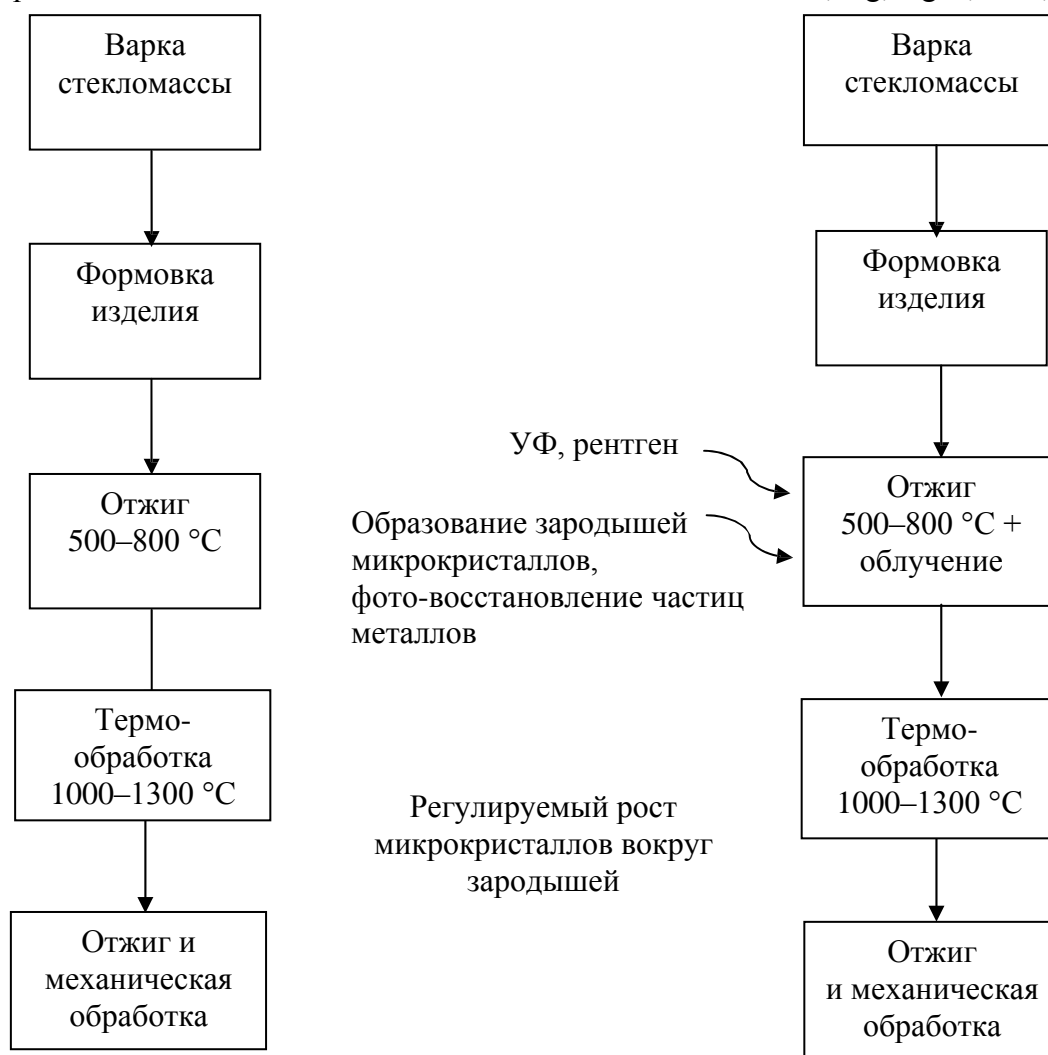 Варка
стекломассы
Варка
стекломассы
Формовка
изделия
Формовка
изделия
УФ, рентген
Отжиг
500–800 °C
Образование зародышей
микрокристаллов,
фото-восстановление частиц
металлов
Отжиг
500–800 °C +
облучение
Термо-
обработка
1000–1300 °C
Регулируемый рост
микрокристаллов вокруг
зародышей
Термо-
обработка
1000–1300 °C
Отжиг и
механическая
обработка
Отжиг
и механическая
обработка